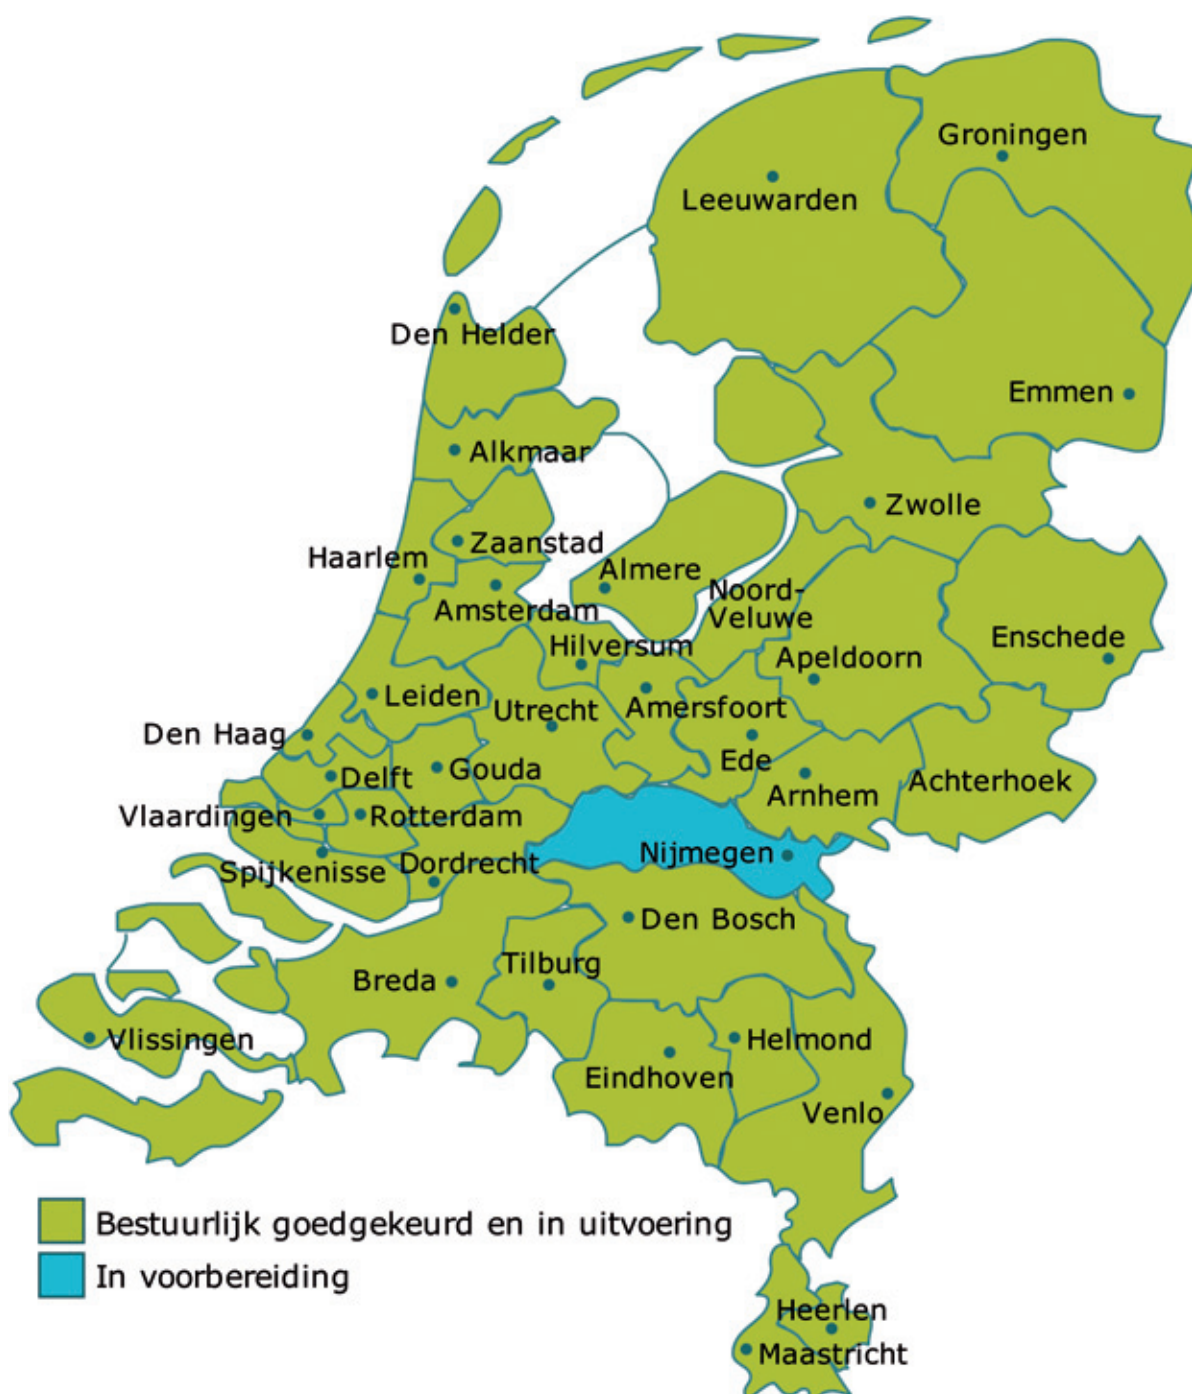 Groningen
Leeuwarden
Den Helder
Emmen
Alkmaar
Zwolle
Zaanstad
Haarlem
Almere
Noord-
Veluwe
Amsterdam
Enschede
Hilversum
Apeldoorn
Leiden
Utrecht
Amersfoort
Den Haag
Ede
Gouda
Delft
Achterhoek
Arnhem
Vlaardingen
Rotterdam
Nijmegen
Dordrecht
Spijkenisse
Den Bosch
Tilburg
Breda
Vlissingen
Helmond
Eindhoven
Venlo
Bestuurlijk goedgekeurd en in uitvoering
In voorbereiding
Heerlen
Maastricht